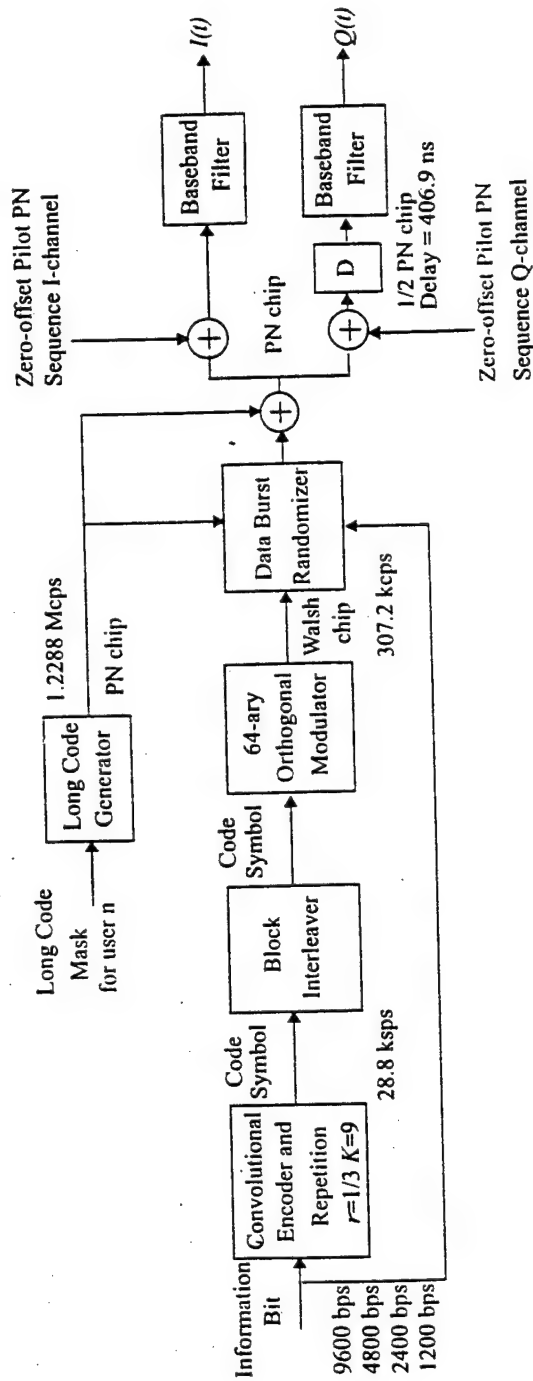 Information
Bit
9600 bps
4800 bps
2400 bps
1200 bps
Convolutional
Encoder and
Repetition
r=1/3 K=9
Code
Symbol
28.8 ksps
Block
Interleaver
Code
Symbol
64-ary
Orthogonal
Modulator
Walsh
chip
307.2 kcps
Data Burst
Randomizer
Long Code
Mask
for user n
Long Code
Generator
1.2288 Mcps
PN chip
+
PN chip
Zero-offset Pilot PN
Sequence I-channel
+
Baseband
Filter
I(t)
+
Zero-offset Pilot PN
Sequence Q-channel
D
1/2 PN chip
Delay = 406.9 ns
Baseband
Filter
Q(t)